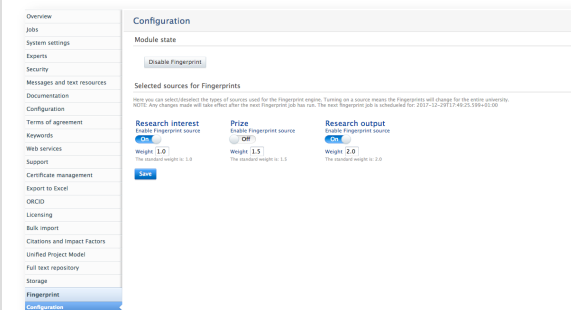 Overview
Jobs
System settings
Experts
Security
Messages and text resources
Documentation
Configuration
Terms of agreement
Keywords
Web services
Support
Certificate management
Export to Excel
ORCID
Licensing
Bulk import
Citations and Impact Factors
Unified Project Model
Full text repository
Storage
Fingerprint
Configuration
Configuration
Module state
Disable Fingerprint
Selected sources for Fingerprints
Here you can select/deselect the types of sources used for the Fingerprint engine. Turning on a source means the Fingerprints will change for the entire university.
NOTE: Any changes made will take effect after the next Fingerprint job has run. The next fingerprint job is scheduled for: 2017-12-29T17:49:25.599+01:00
Research interest
Enable Fingerprint source
On
Weight 1.0
The standard weight is: 1.0
Prize
Enable Fingerprint source
Off
Weight 1.5
The standard weight is: 1.5
Research output
Enable Fingerprint source
On
Weight 2.0
The standard weight is: 2.0
Save